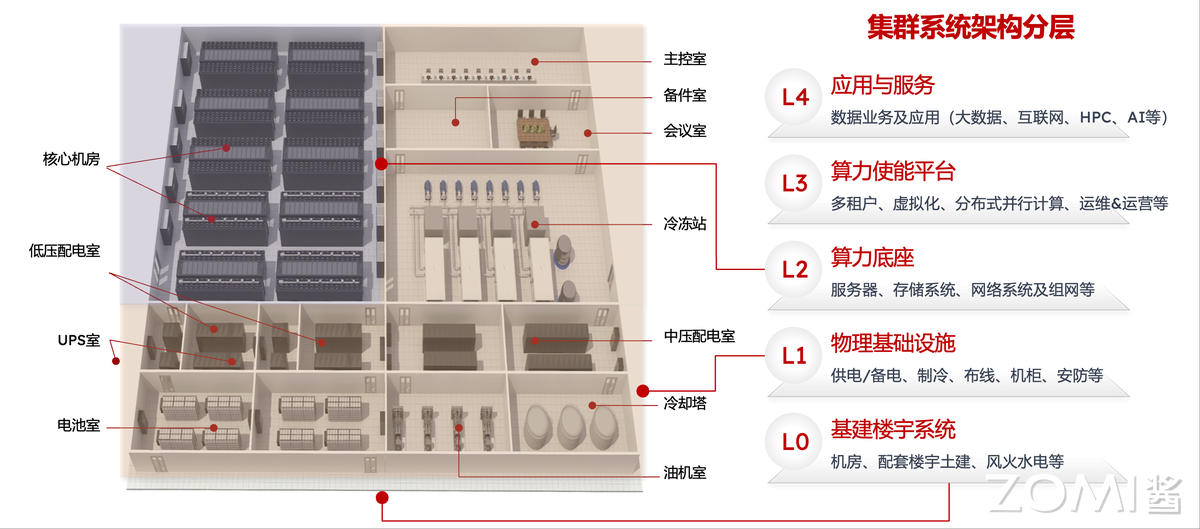 集群系统架构分层
主控室
备件室
会议室
核心机房
冷冻站
低压配电室
UPS室
中压配电室
冷却塔
电池室
油机室
L4
应用与服务
数据业务及应用（大数据、互联网、HPC、AI等）
L3
算力使能平台
多租户、虚拟化、分布式并行计算、运维&运营等
L2
算力底座
服务器、存储系统、网络系统及组网等
L1
物理基础设施
供电/备电、制冷、布线、机柜、安防等
L0
基建楼宇系统
机房、配套楼宇土建、风火水电等
ZOMI酱